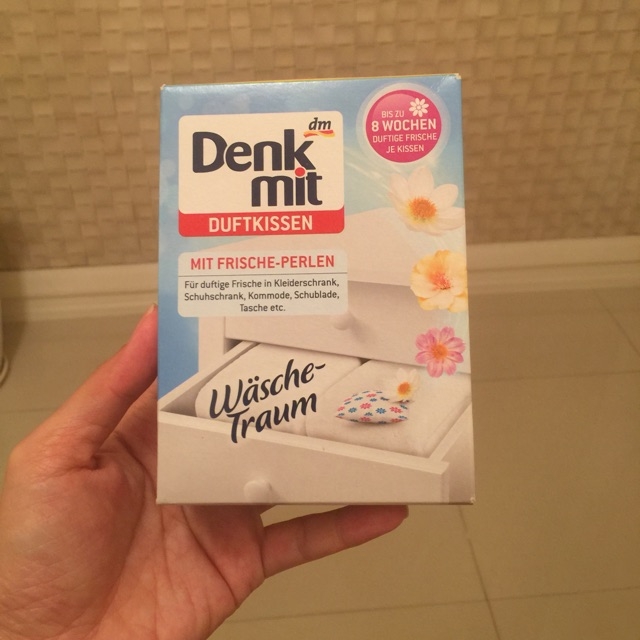 dm
Denk
mit
DUFTKISSEN
BIS ZU
8 WOCHEN
DUFTIGE FRISCHE
JE KISSEN
MIT FRISCHE-PERLEN
Für duftige Frische in Kleiderschrank,
Schuhschrank, Kommode, Schublade,
Tasche etc.
Wäsche-
Traum